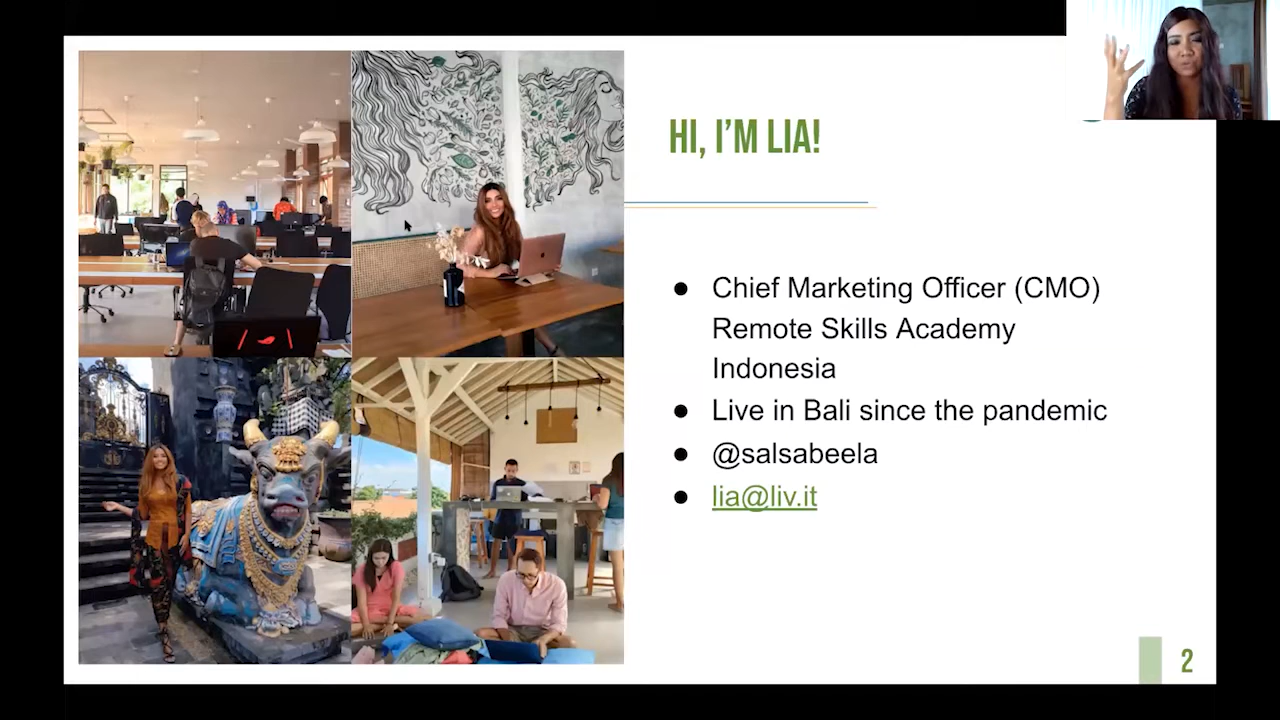 HI, I'M LIA!
● Chief Marketing Officer (CMO)
Remote Skills Academy
Indonesia
● Live in Bali since the pandemic
● @salsabeela
● lia@liv.it
2